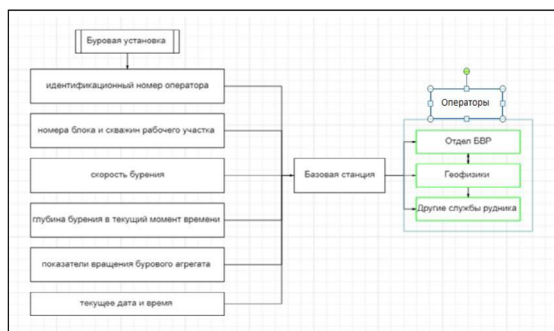 Буровая установка
идентификационный номер оператора
номера блока и скважин рабочего участка
скорость бурения
глубина бурения в текущий момент времени
показатели вращения бурового агрегата
текущее дата и время
Базовая станция
Операторы
Отдел БВР
Геофизики
Другие службы рудника